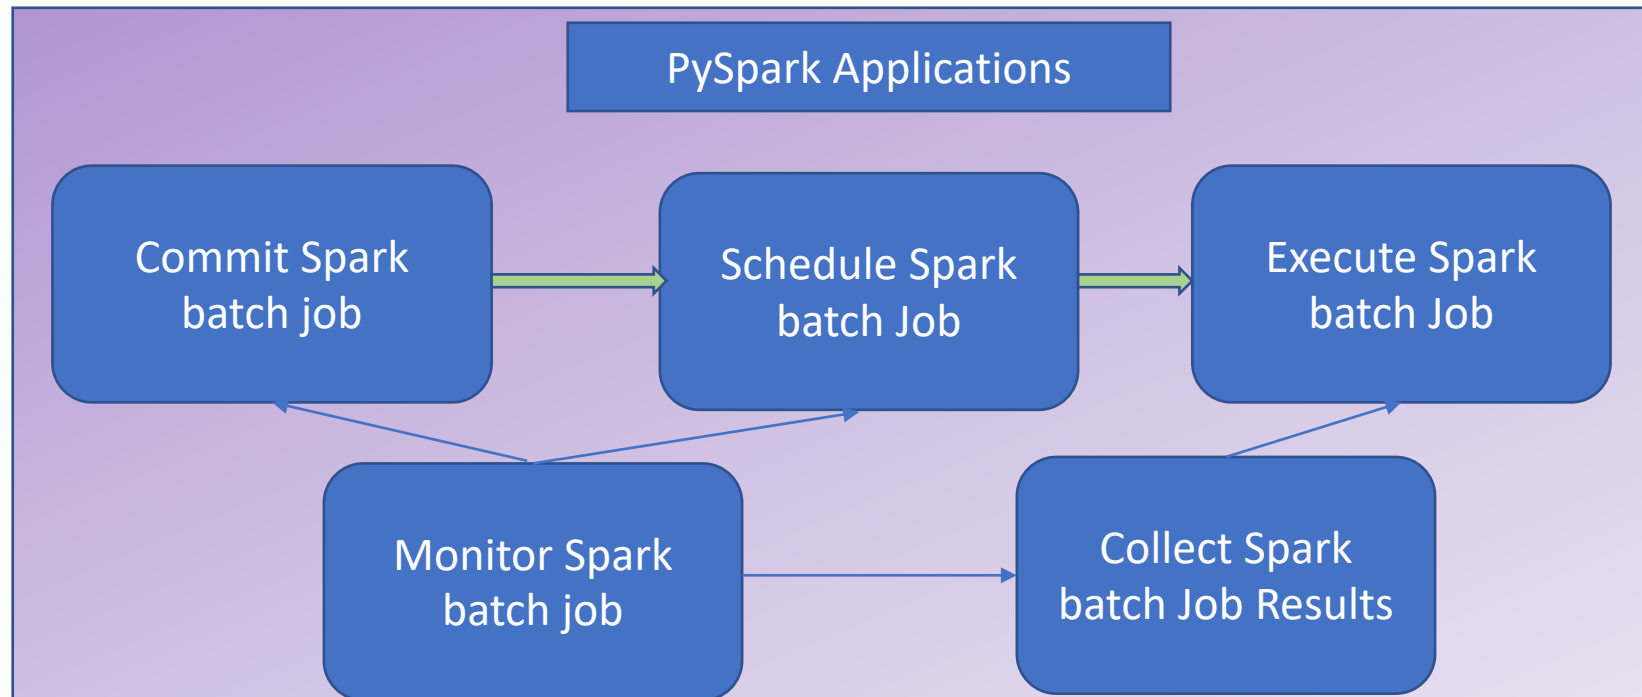 PySpark Applications
Commit Spark
batch job
Schedule Spark
batch Job
Execute Spark
batch Job
Monitor Spark
batch job
Collect Spark
batch Job Results